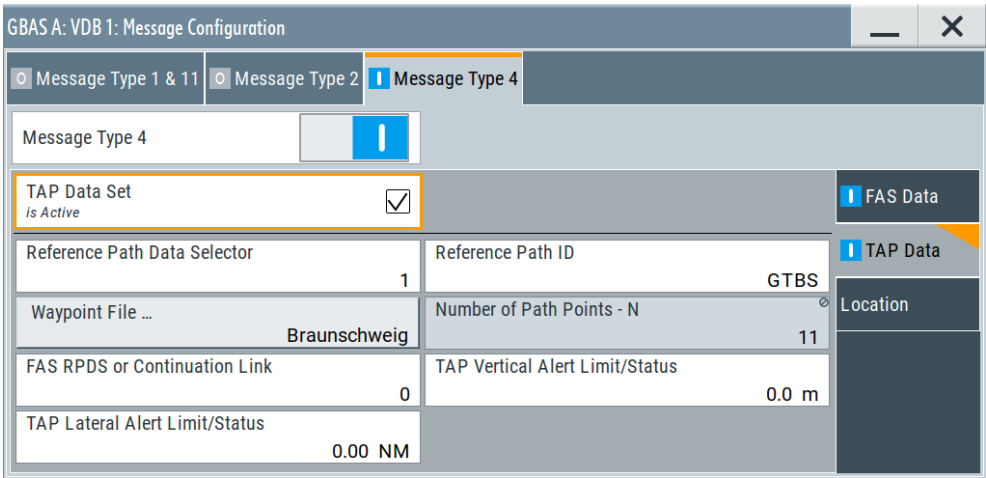 GBAS A: VDB 1: Message Configuration
Message Type 1 & 11 Message Type 2 Message Type 4
Message Type 4
TAP Data Set
is Active
FAS Data
TAP Data
Location
Reference Path Data Selector
1
Reference Path ID
GTBS
Waypoint File ...
Braunschweig
Number of Path Points - N
11
FAS RPDS or Continuation Link
0
TAP Vertical Alert Limit/Status
0.0 m
TAP Lateral Alert Limit/Status
0.00 NM